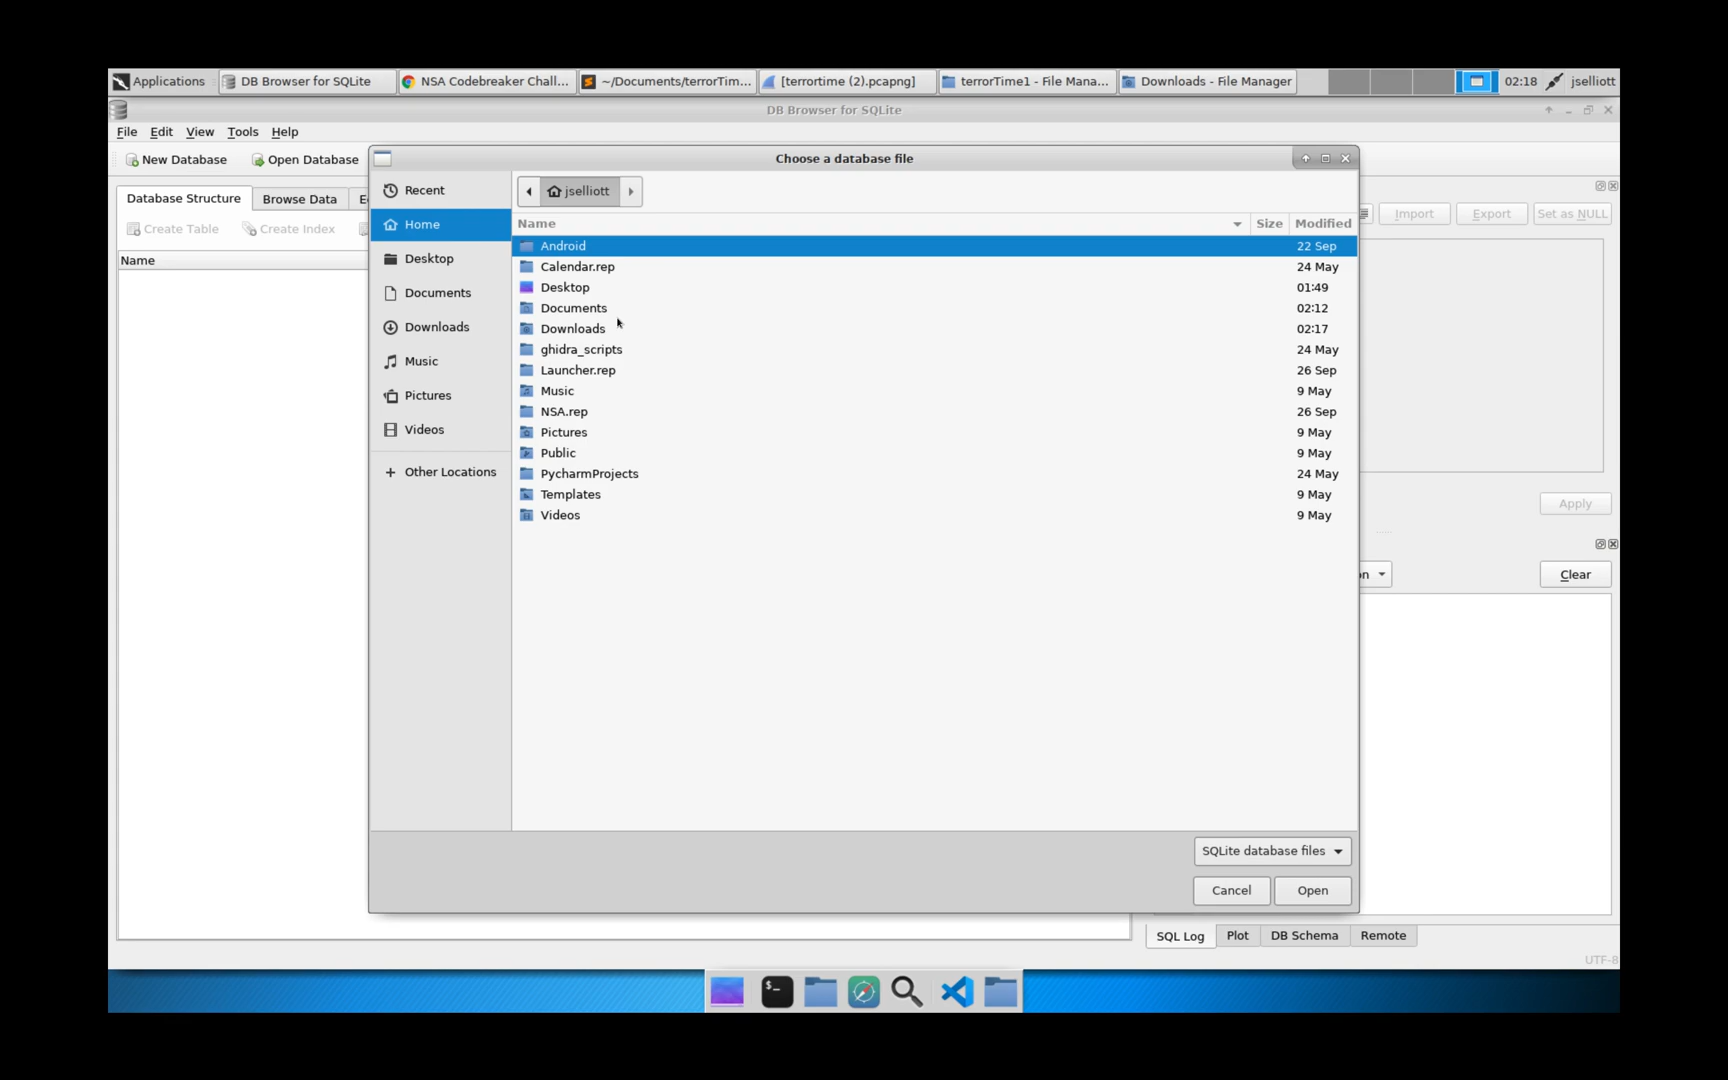 Applications DB Browser for SQLite NSA Codebreaker Chall... ~/Documents/terrorTim... [terrortime (2).pcapng] terrorTime1 - File Mana... Downloads - File Manager 02:18 jselliott
DB Browser for SQLite
File Edit View Tools Help
New Database Open Database
Choose a database file
Recent
Home
Desktop
Documents
Downloads
Music
Pictures
Videos
Other Locations
jselliott
Name Size Modified
Android 22 Sep
Calendar.rep 24 May
Desktop 01:49
Documents 02:12
Downloads 02:17
ghidra_scripts 24 May
Launcher.rep 26 Sep
Music 9 May
NSA.rep 26 Sep
Pictures 9 May
Public 9 May
PycharmProjects 24 May
Templates 9 May
Videos 9 May
SQLite database files
Cancel Open
Database Structure Browse Data
Create Table Create Index
Name
Import Export Set as NULL
Apply
Clear
SQL Log Plot DB Schema Remote
UTF-8